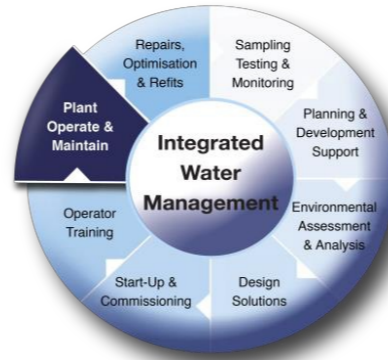 Integrated
Water
Management
Sampling
Testing &
Monitoring
Planning &
Development
Support
Environmental
Assessment
& Analysis
Design
Solutions
Start-Up &
Commissioning
Operator
Training
Plant
Operate &
Maintain
Repairs,
Optimisation
& Refits